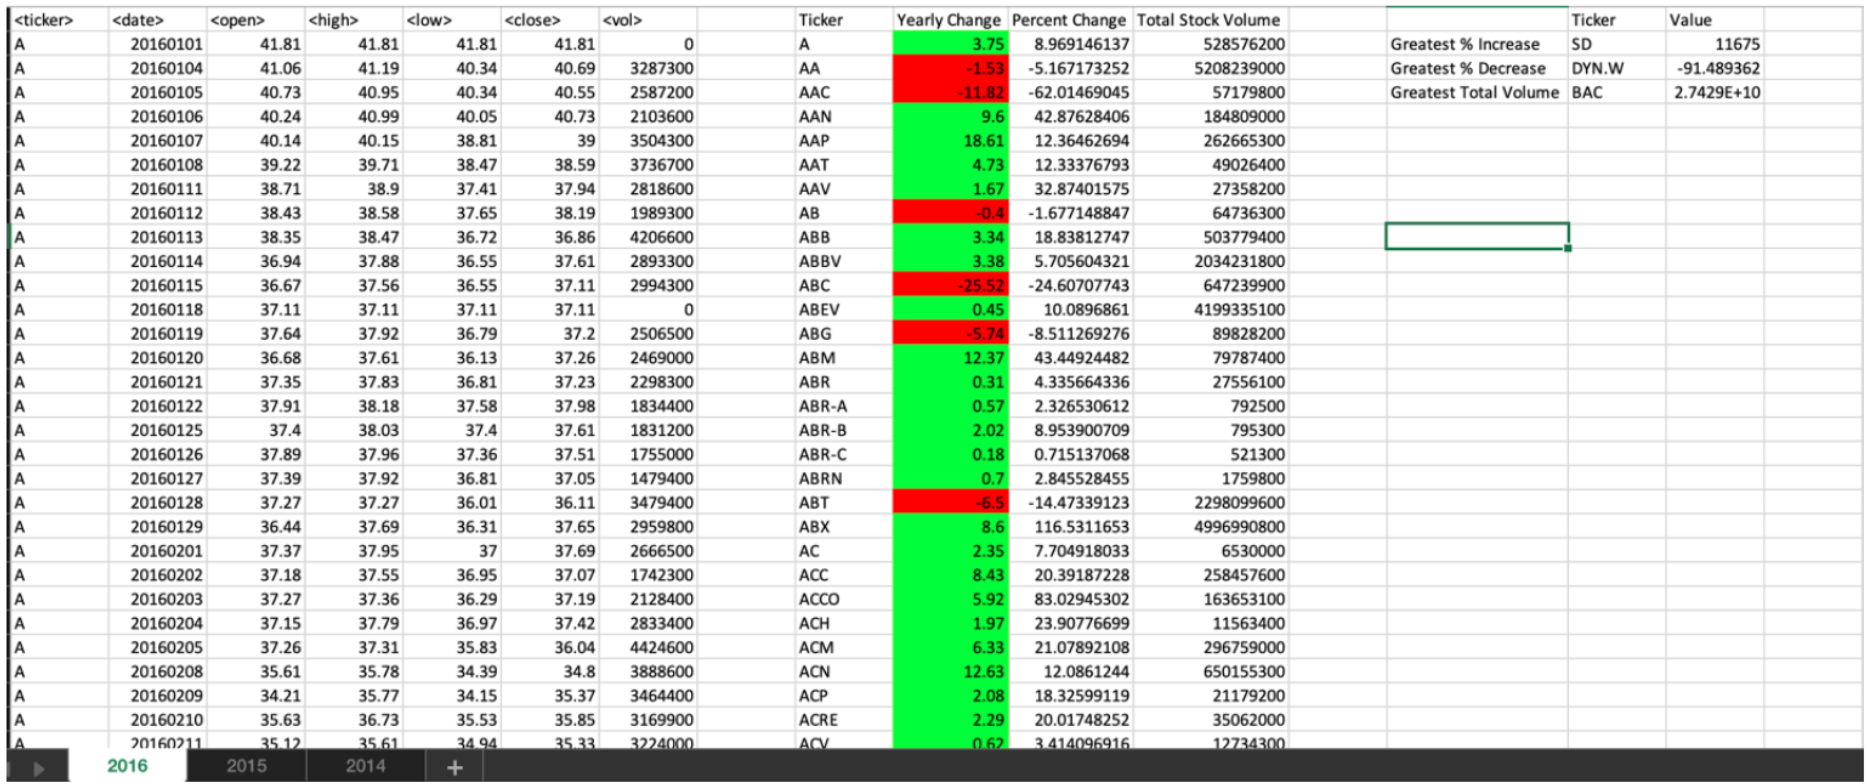 <ticker> <date> <open> <high> <low> <close> <vol> Ticker Yearly Change Percent Change Total Stock Volume Ticker Value
A 20160101 41.81 41.81 41.81 41.81 0 A 3.75 8.969146137 528576200 Greatest % Increase SD 11675
A 20160104 41.06 41.19 40.34 40.69 3287300 AA -1.53 -5.167173252 5208239000 Greatest % Decrease DYN.W -91.489362
A 20160105 40.73 40.95 40.34 40.55 2587200 AAC -11.82 -62.01469045 57179800 Greatest Total Volume BAC 2.7429E+10
A 20160106 40.24 40.99 40.05 40.73 2103600 AAN 9.6 42.87628406 184809000
A 20160107 40.14 40.15 38.81 39 3504300 AAP 18.61 12.36462694 262665300
A 20160108 39.22 39.71 38.47 38.59 3736700 AAT 4.73 12.33376793 49026400
A 20160111 38.71 38.9 37.41 37.94 2818600 AAV 1.67 32.87401575 27358200
A 20160112 38.43 38.58 37.65 38.19 1989300 AB -0.4 -1.677148847 64736300
A 20160113 38.35 38.47 36.72 36.86 4206600 ABB 3.34 18.83812747 503779400
A 20160114 36.94 37.88 36.55 37.61 2893300 ABBV 3.38 5.705604321 2034231800
A 20160115 36.67 37.56 36.55 37.11 2994300 ABC -25.52 -24.60707743 647239900
A 20160118 37.11 37.11 37.11 37.11 0 ABEV 0.45 10.0896861 4199335100
A 20160119 37.64 37.92 36.79 37.2 2506500 ABG -5.74 -8.511269276 89828200
A 20160120 36.68 37.61 36.13 37.26 2469000 ABM 12.37 43.44924482 79787400
A 20160121 37.35 37.83 36.81 37.23 2298300 ABR 0.31 4.335664336 27556100
A 20160122 37.91 38.18 37.58 37.98 1834400 ABR-A 0.57 2.326530612 792500
A 20160125 37.4 38.03 37.4 37.61 1831200 ABR-B 2.02 8.953900709 795300
A 20160126 37.89 37.96 37.36 37.51 1755000 ABR-C 0.18 0.715137068 521300
A 20160127 37.39 37.92 36.81 37.05 1479400 ABRN 0.7 2.845528455 1759800
A 20160128 37.27 37.27 36.01 36.11 3479400 ABT -6.5 -14.47339123 2298099600
A 20160129 36.44 37.69 36.31 37.65 2959800 ABX 8.6 116.5311653 4996990800
A 20160201 37.37 37.95 37 37.69 2666500 AC 2.35 7.704918033 6530000
A 20160202 37.18 37.55 36.95 37.07 1742300 ACC 8.43 20.39187228 258457600
A 20160203 37.27 37.36 36.29 37.19 2128400 ACCO 5.92 83.02945302 163653100
A 20160204 37.15 37.79 36.97 37.42 2833400 ACH 1.97 23.90776699 11563400
A 20160205 37.26 37.31 35.83 36.04 4424600 ACM 6.33 21.07892108 296759000
A 20160208 35.61 35.78 34.39 34.8 3888600 ACN 12.63 12.0861244 650155300
A 20160209 34.21 35.77 34.15 35.37 3464400 ACP 2.08 18.32599119 21179200
A 20160210 35.63 36.73 35.53 35.85 3169900 ACRE 2.29 20.01748252 35062000
A 20160211 35.12 35.61 34.94 35.33 3224000 ACV 0.62 3.414096916 12734300
2016 2015 2014 +